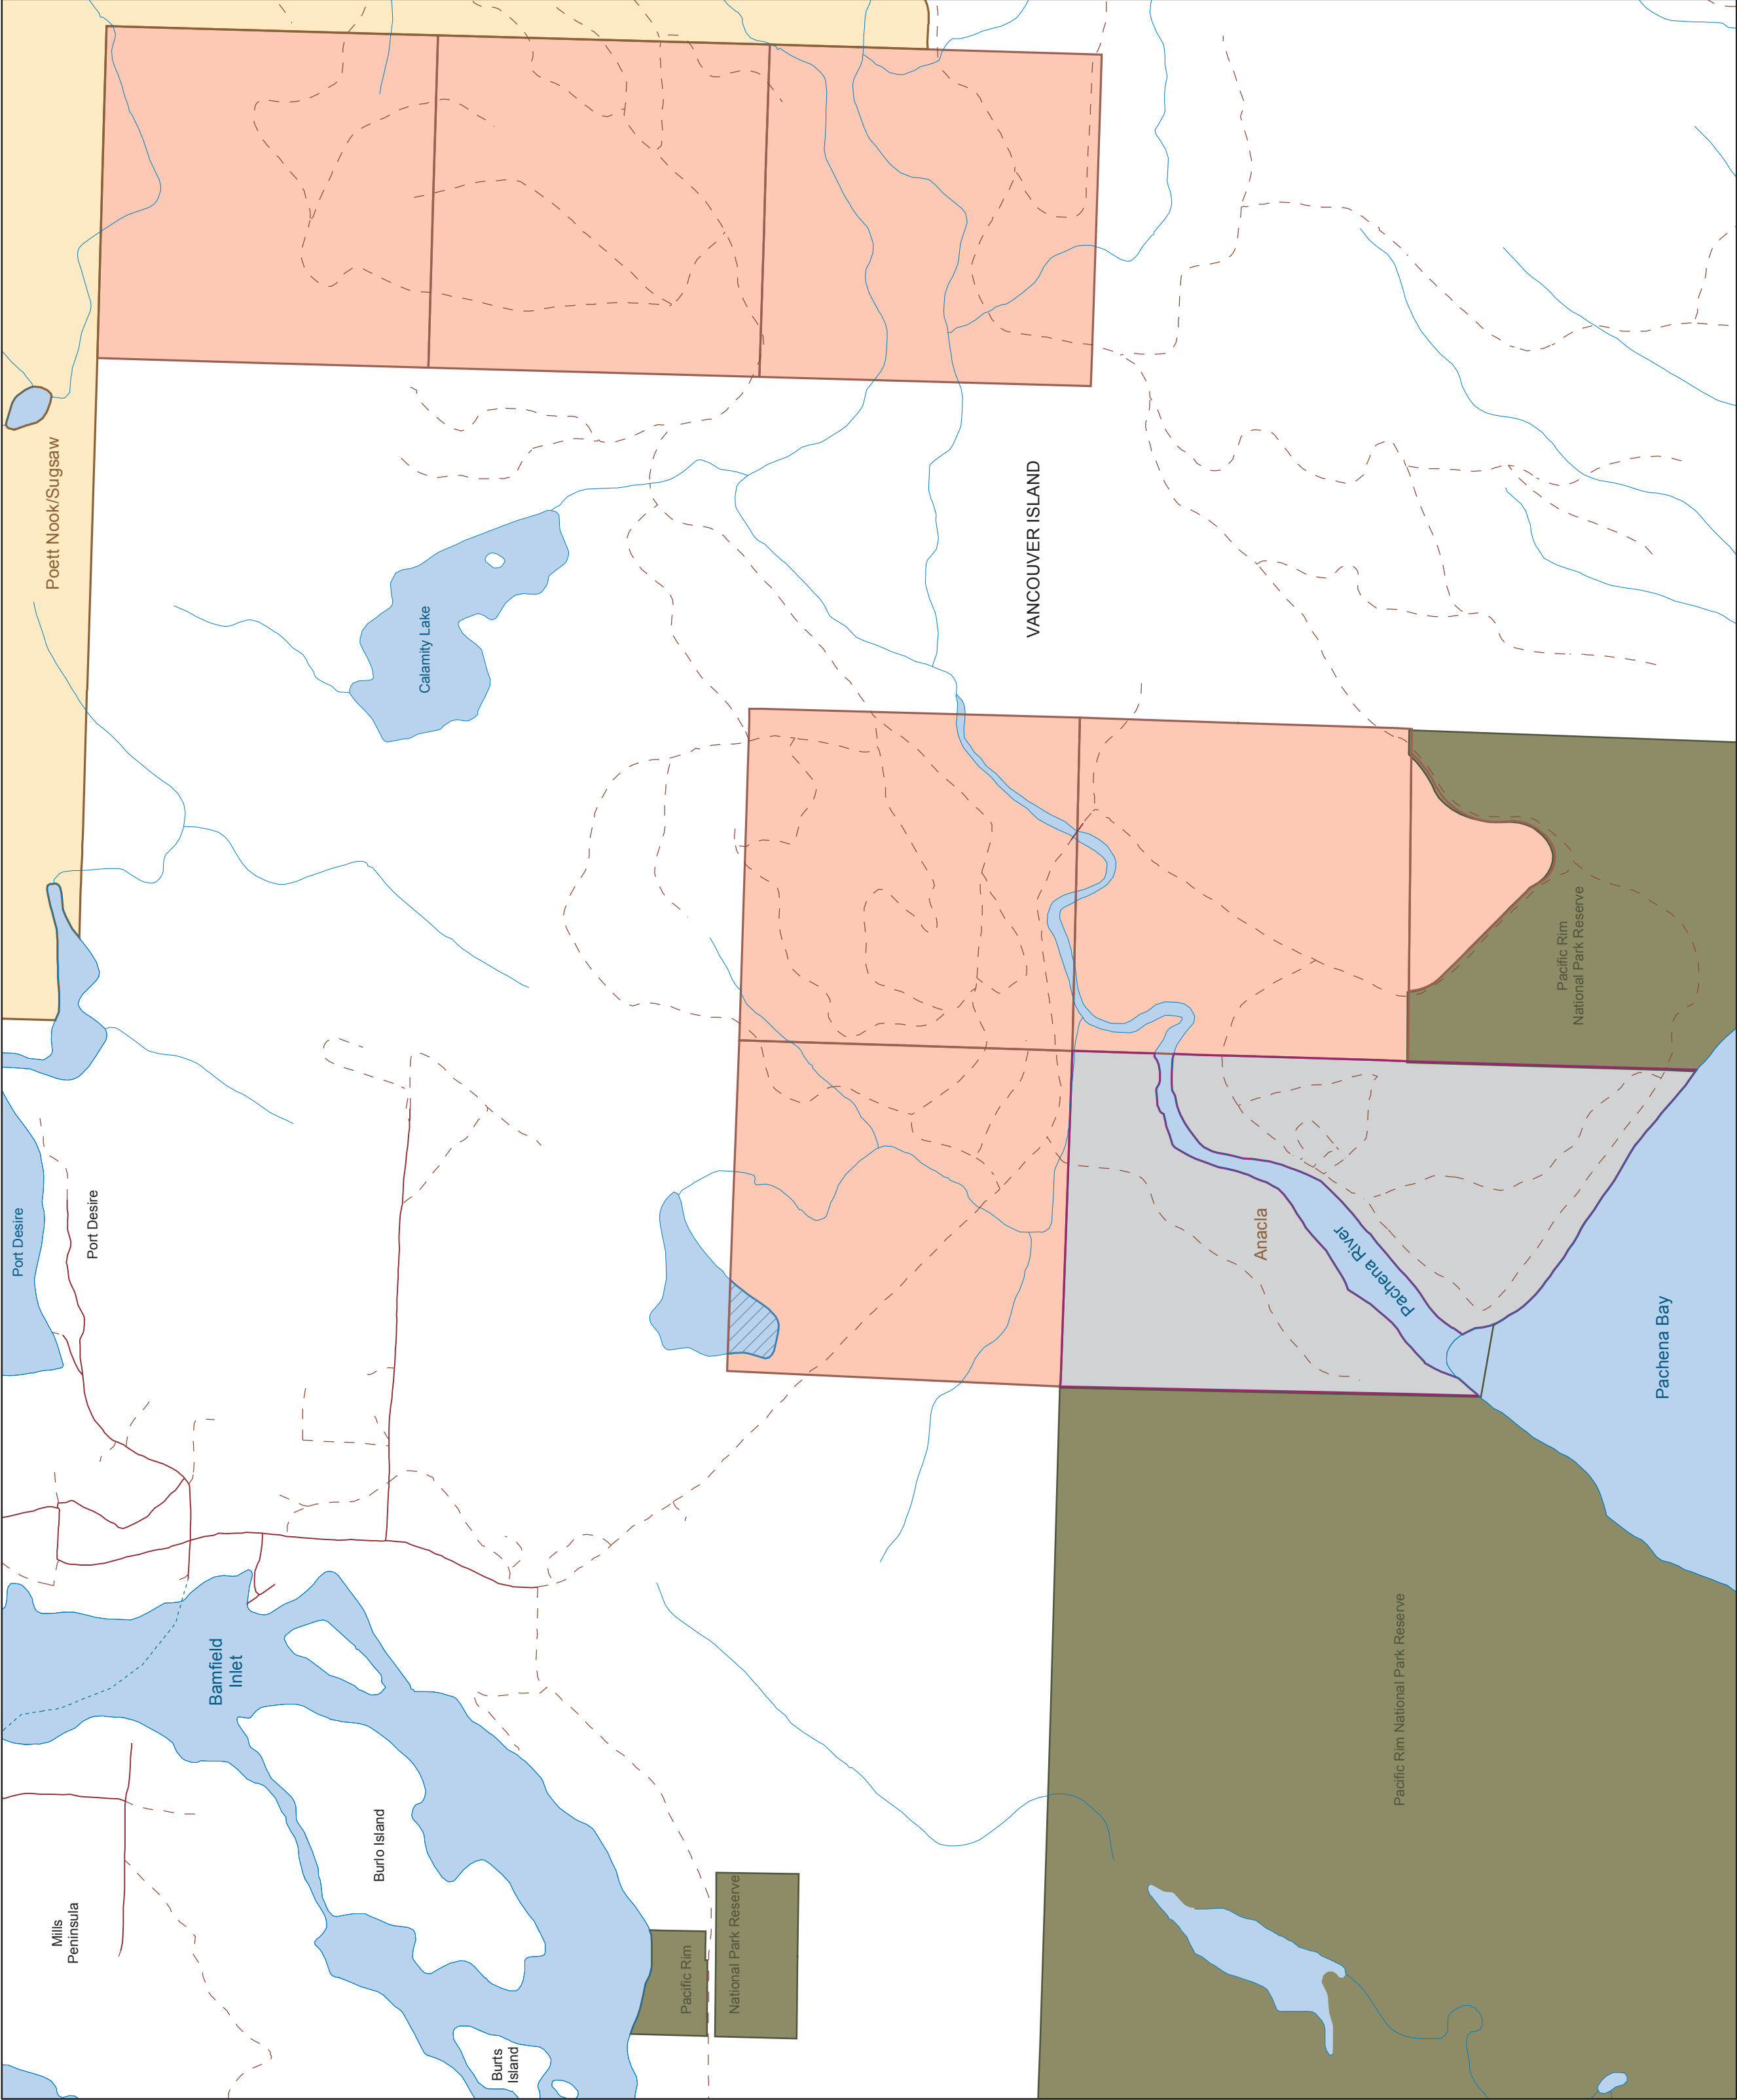 Poett Nook/Sugsaw
Calamity Lake
VANCOUVER ISLAND
Pacific Rim
National Park Reserve
Port Desire
Port Desire
Anacla
Pachena River
Pachena Bay
Bamfield
Inlet
Burlo Island
Mills
Peninsula
Pacific Rim
National Park Reserve
Pacific Rim National Park Reserve
Burts
Island